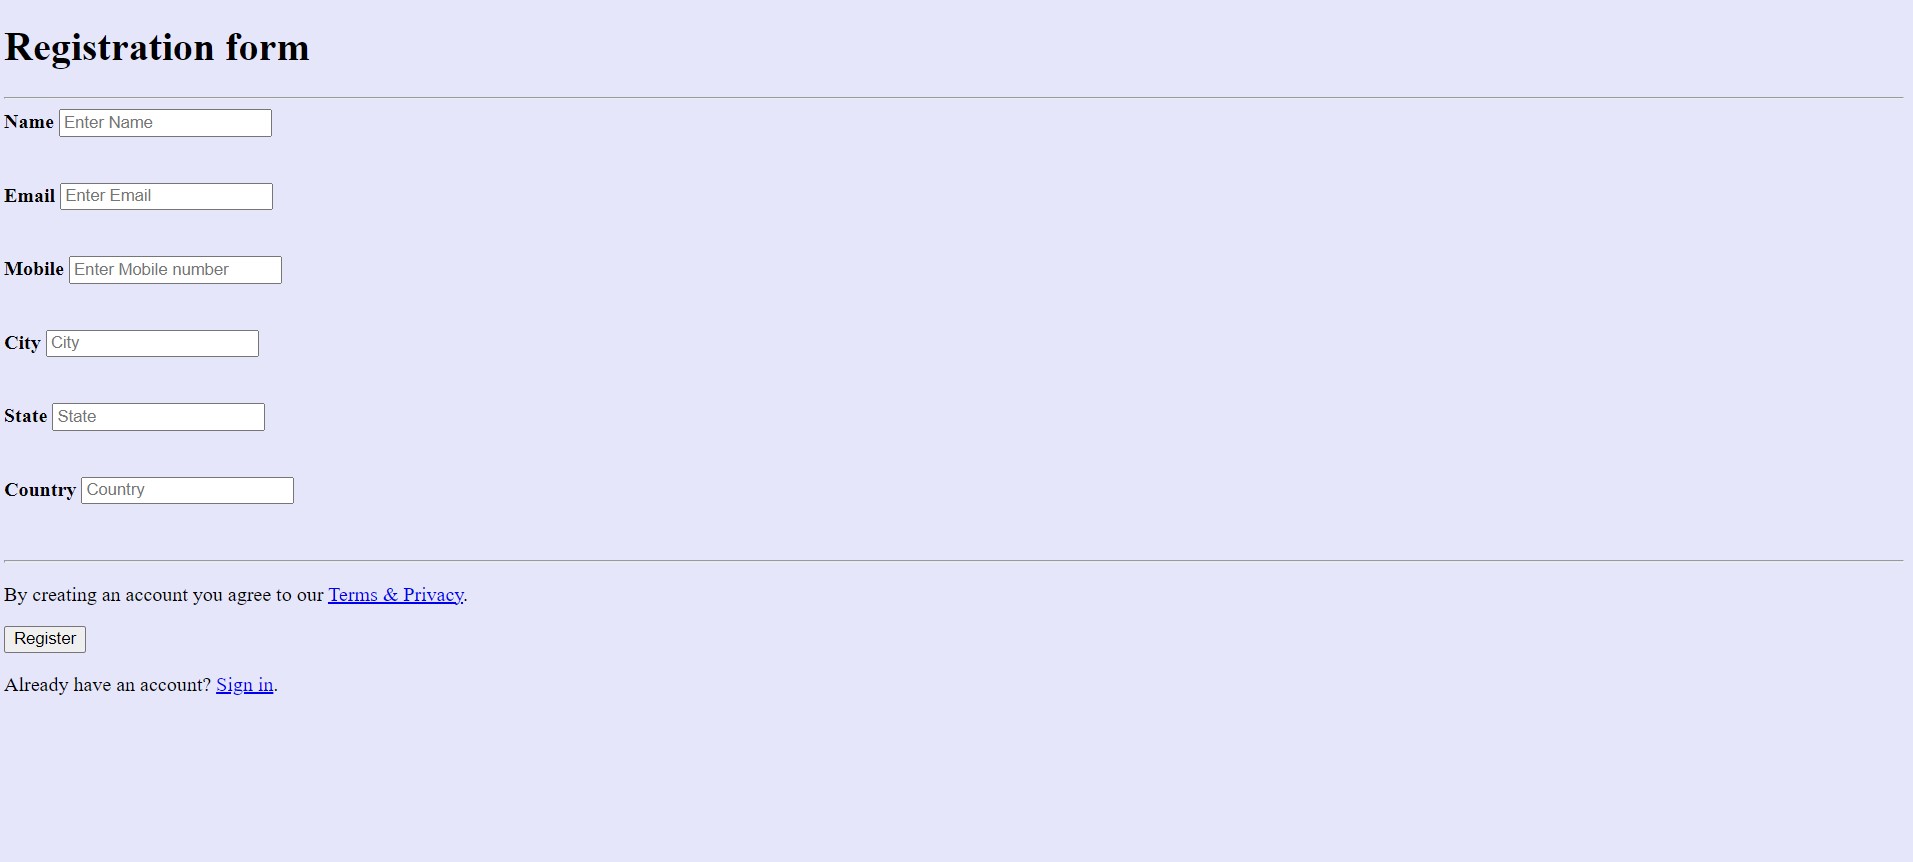 Registration form
Name Enter Name
Email Enter Email
Mobile Enter Mobile number
City City
State State
Country Country
By creating an account you agree to our Terms & Privacy.
Register
Already have an account? Sign in.